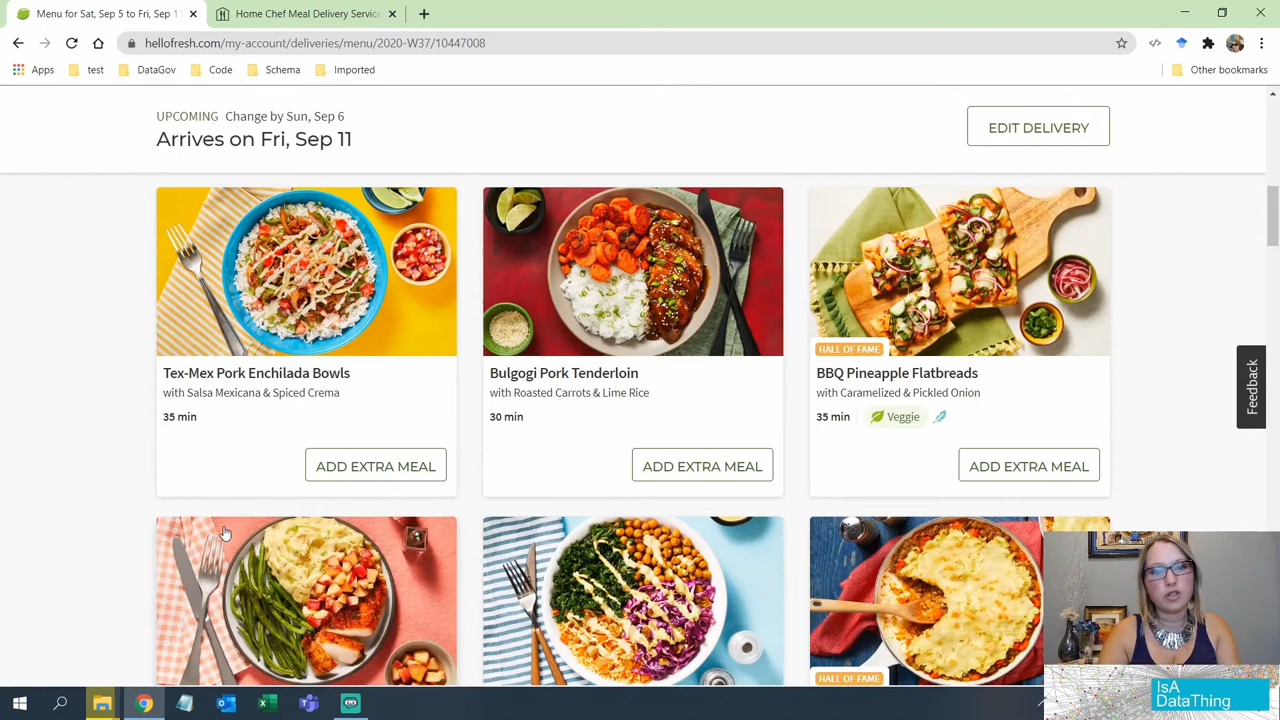 Menu for Sat, Sep 5 to Fri, Sep 1
Home Chef Meal Delivery Service
hellofresh.com/my-account/deliveries/menu/2020-W37/10447008
Apps
test
DataGov
Code
Schema
Imported
Other bookmarks
UPCOMING Change by Sun, Sep 6
Arrives on Fri, Sep 11
EDIT DELIVERY
HALL OF FAME
Tex-Mex Pork Enchilada Bowls
with Salsa Mexicana & Spiced Crema
35 min
ADD EXTRA MEAL
Bulgogi Pork Tenderloin
with Roasted Carrots & Lime Rice
30 min
ADD EXTRA MEAL
BBQ Pineapple Flatbreads
with Caramelized & Pickled Onion
35 min
Veggie
ADD EXTRA MEAL
Feedback
HALL OF FAME
IsA
DataThing